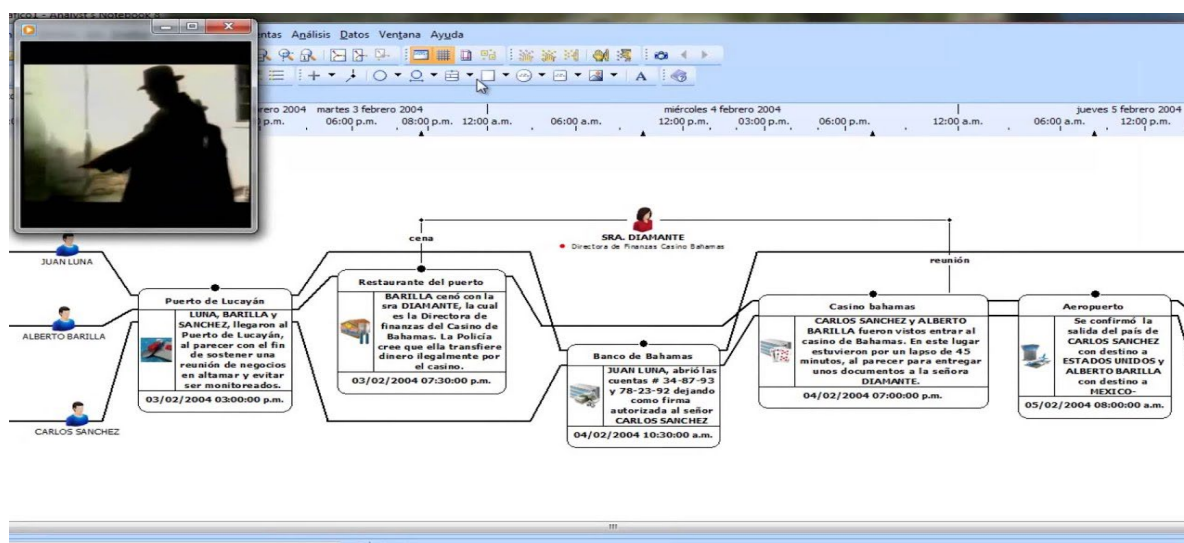 Analyst's Notebook 8
ntas Análisis Datos Ventana Ayuda
A
rero 2004 martes 3 febrero 2004 miércoles 4 febrero 2004 jueves 5 febrero 2004
p.m. 06:00 p.m. 08:00 p.m. 12:00 a.m. 06:00 a.m. 12:00 p.m. 03:00 p.m. 06:00 p.m. 12:00 a.m. 06:00 a.m. 12:00 p.m.
cena
SRA. DIAMANTE
Directora de Finanzas Casino Bahamas
reunión
JUAN LUNA
ALBERTO BARILLA
CARLOS SANCHEZ
Puerto de Lucayán
LUNA, BARILLA y
SANCHEZ, llegaron al
Puerto de Lucayán,
al parecer con el fin
de sostener una
reunión de negocios
en altamar y evitar
ser monitoreados.
03/02/2004 03:00:00 p.m.
Restaurante del puerto
BARILLA cenó con la
sra DIAMANTE, la cual
es la Directora de
finanzas del Casino de
Bahamas. La Policía
cree que ella transfiere
dinero ilegalmente por
el casino.
03/02/2004 07:30:00 p.m.
Banco de Bahamas
JUAN LUNA, abrió las
cuentas # 34-87-93
y 78-23-92 dejando
como firma
autorizada al señor
CARLOS SANCHEZ
04/02/2004 10:30:00 a.m.
Casino bahamas
CARLOS SANCHEZ y ALBERTO
BARILLA fueron vistos entrar al
casino de Bahamas. En este lugar
estuvieron por un lapso de 45
minutos, al parecer para entregar
unos documentos a la señora
DIAMANTE.
04/02/2004 07:00:00 p.m.
Aeropuerto
Se confirmó la
salida del país de
CARLOS SANCHEZ
con destino a
ESTADOS UNIDOS y
ALBERTO BARILLA
con destino a
MEXICO-
05/02/2004 08:00:00 a.m.